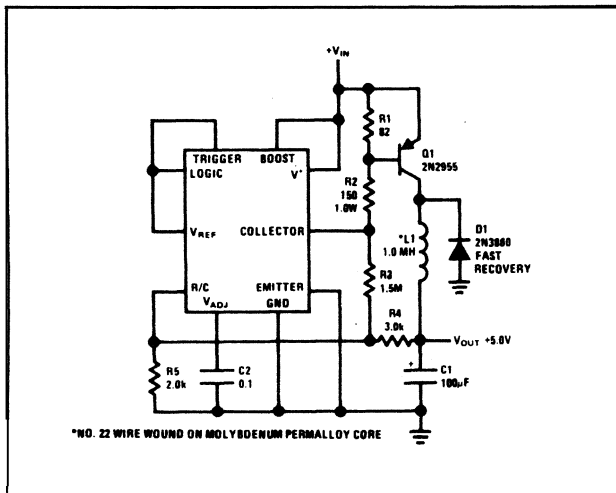 +VIN
R1
82
Q1
2N2955
TRIGGER
BOOST
LOGIC
V+
R2
150
1.0W
VREF
COLLECTOR
*L1
1.0 MH
D1
2N3880
FAST
RECOVERY
R/C
EMITTER
VADJ
GND
R3
1.5M
R4
3.0k
VOUT +5.0V
R5
2.0k
C2
0.1
+
C1
100μF
*NO. 22 WIRE WOUND ON MOLYBDENUM PERMALLOY CORE